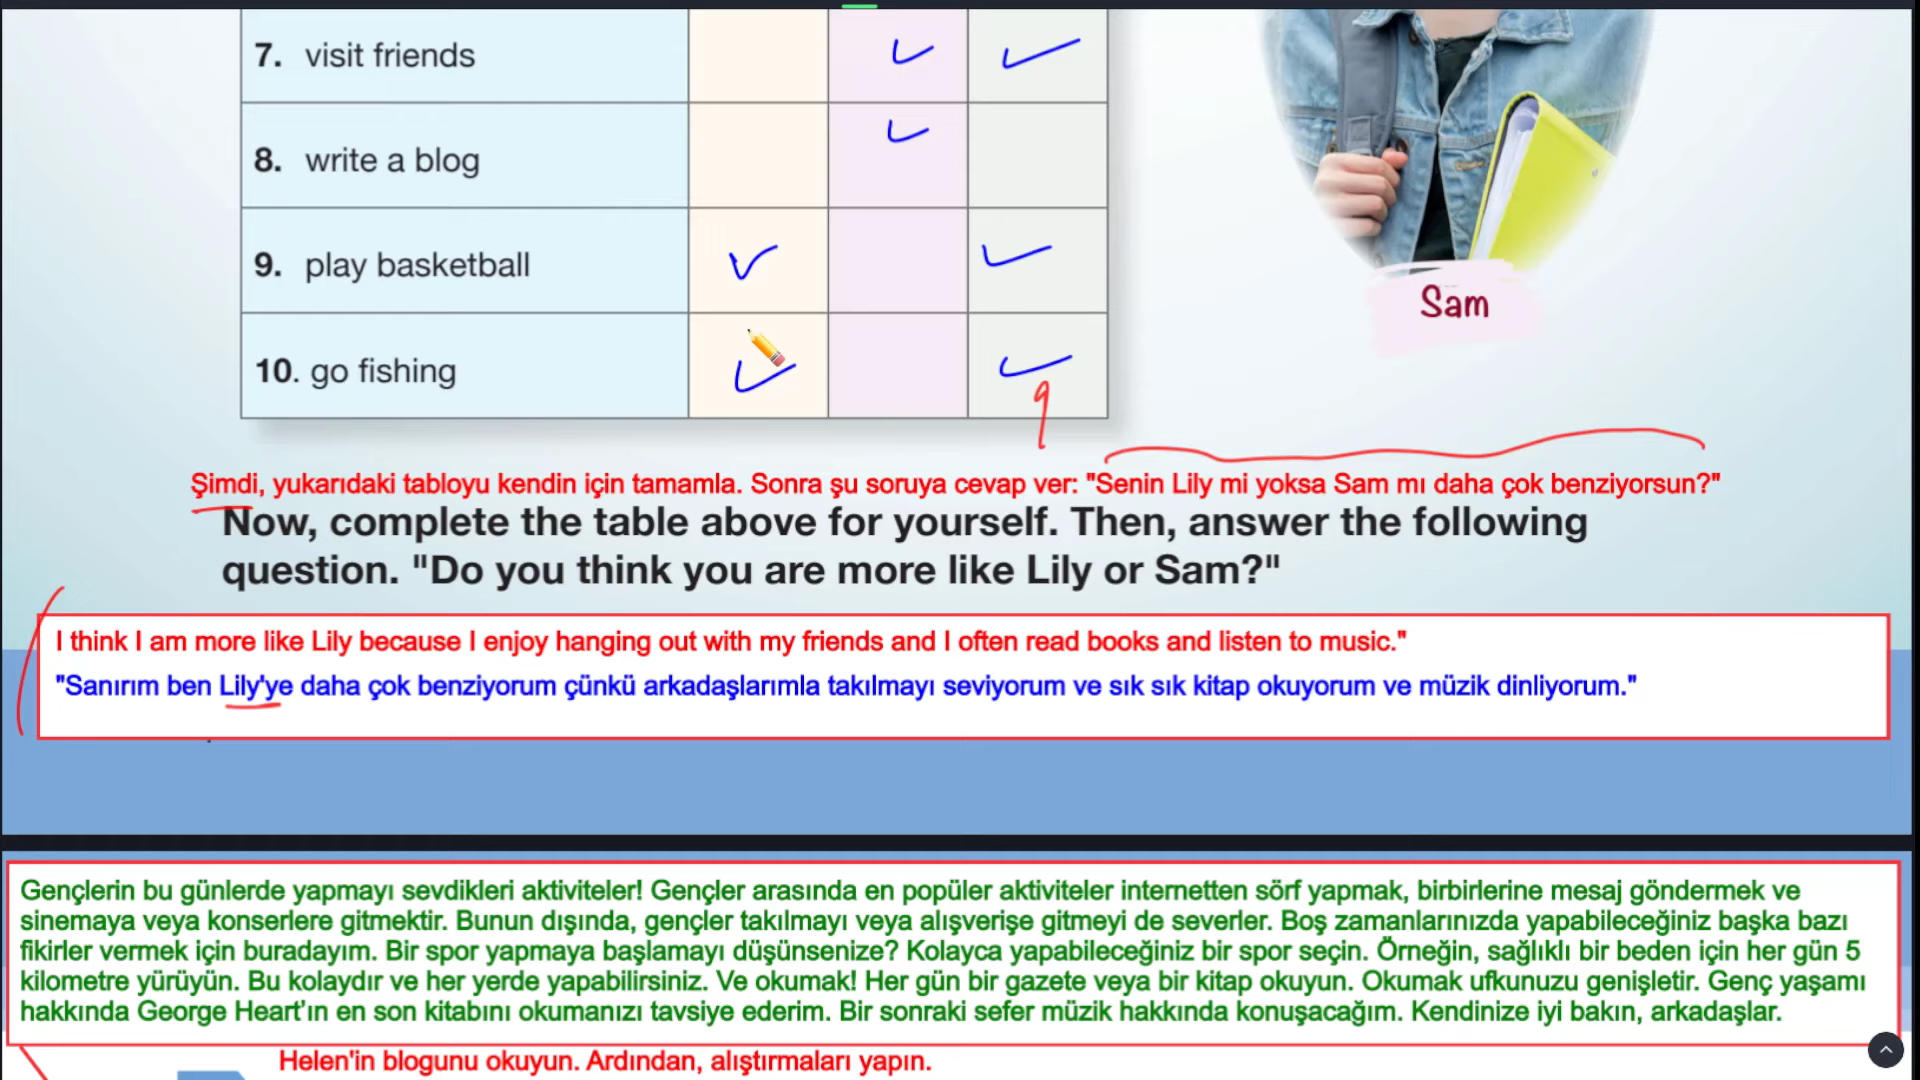 7. visit friends
8. write a blog
9. play basketball
10. go fishing
Sam
Şimdi, yukarıdaki tabloyu kendin için tamamla. Sonra şu soruya cevap ver: "Senin Lily mi yoksa Sam mı daha çok benziyorsun?"
Now, complete the table above for yourself. Then, answer the following
question. "Do you think you are more like Lily or Sam?"
I think I am more like Lily because I enjoy hanging out with my friends and I often read books and listen to music."
"Sanırım ben Lily'ye daha çok benziyorum çünkü arkadaşlarımla takılmayı seviyorum ve sık sık kitap okuyorum ve müzik dinliyorum."
Gençlerin bu günlerde yapmayı sevdikleri aktiviteler! Gençler arasında en popüler aktiviteler internetten sörf yapmak, birbirlerine mesaj göndermek ve
sinemaya veya konserlere gitmektir. Bunun dışında, gençler takılmayı veya alışverişe gitmeyi de severler. Boş zamanlarınızda yapabileceğiniz başka bazı
fikirler vermek için buradayım. Bir spor yapmaya başlamayı düşünsenize? Kolayca yapabileceğiniz bir spor seçin. Örneğin, sağlıklı bir beden için her gün 5
kilometre yürüyün. Bu kolaydır ve her yerde yapabilirsiniz. Ve okumak! Her gün bir gazete veya bir kitap okuyun. Okumak ufkunuzu genişletir. Genç yaşamı
hakkında George Heart'ın en son kitabını okumanızı tavsiye ederim. Bir sonraki sefer müzik hakkında konuşacağım. Kendinize iyi bakın, arkadaşlar.
Helen'in blogunu okuyun. Ardından, alıştırmaları yapın.